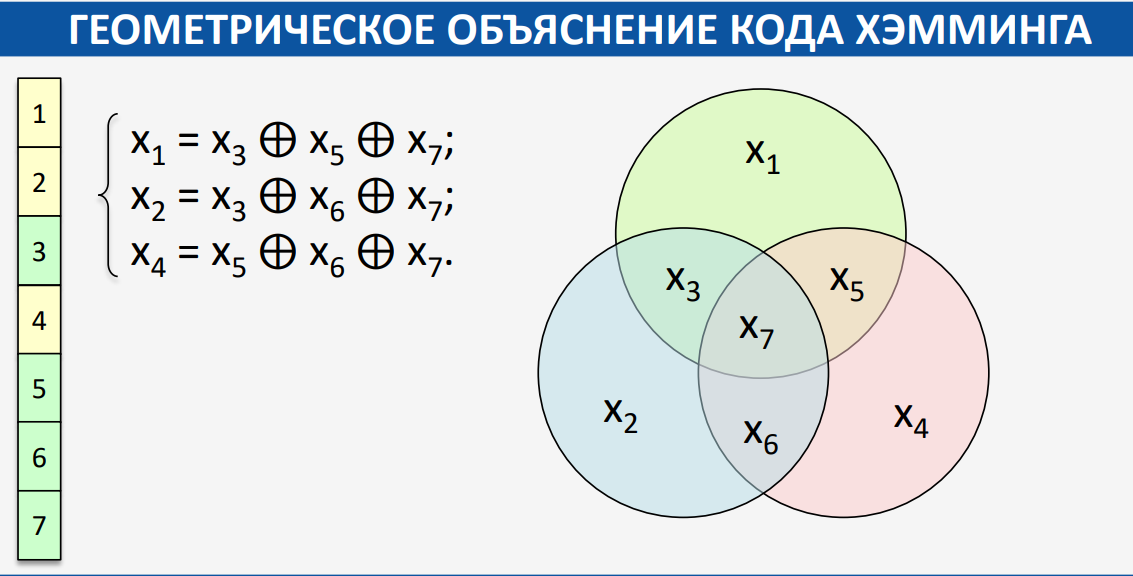 ГЕОМЕТРИЧЕСКОЕ ОБЪЯСНЕНИЕ КОДА ХЭММИНГА
1
2
3
4
5
6
7
x₁ = x₃ ⊕ x₅ ⊕ x₇;
x₂ = x₃ ⊕ x₆ ⊕ x₇;
x₄ = x₅ ⊕ x₆ ⊕ x₇.
x₁
x₃
x₅
x₇
x₂
x₆
x₄